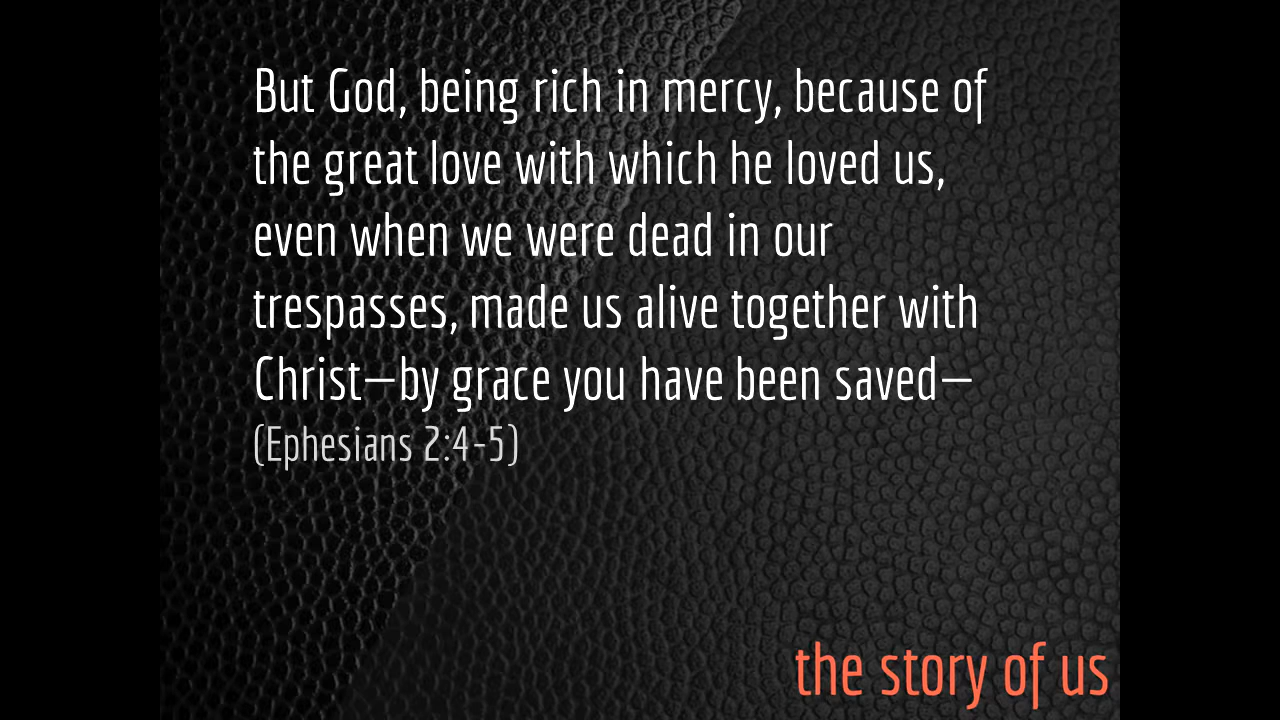 But God, being rich in mercy, because of
the great love with which he loved us,
even when we were dead in our
trespasses, made us alive together with
Christ—by grace you have been saved—
(Ephesians 2:4-5)
the story of us